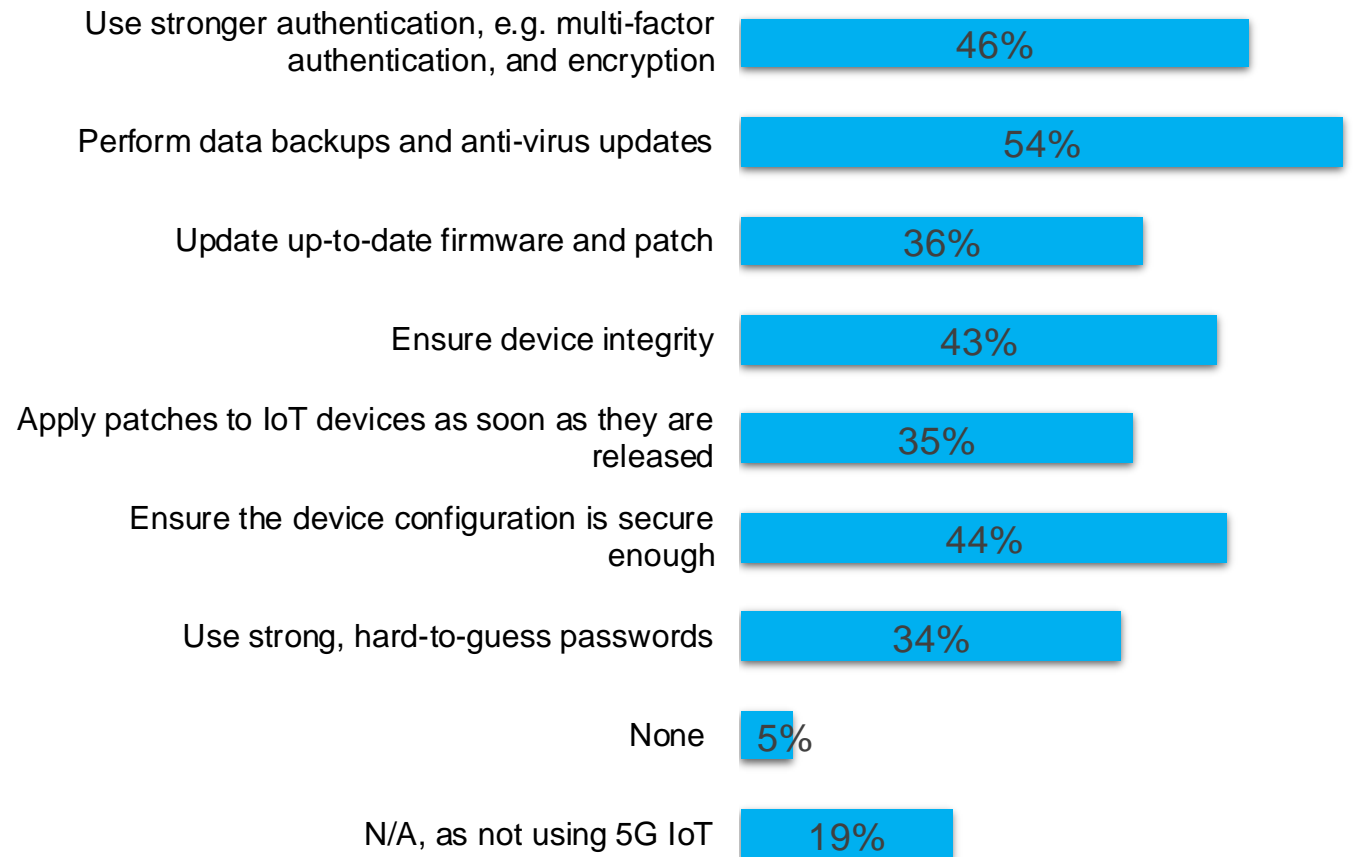 Use stronger authentication, e.g. multi-factor
authentication, and encryption
46%
Perform data backups and anti-virus updates
54%
Update up-to-date firmware and patch
36%
Ensure device integrity
43%
Apply patches to IoT devices as soon as they are
released
35%
Ensure the device configuration is secure
enough
44%
Use strong, hard-to-guess passwords
34%
None
5%
N/A, as not using 5G IoT
19%